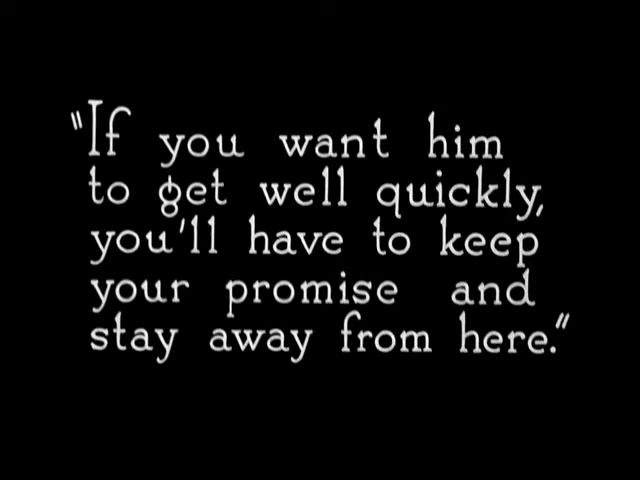 "If you want him
to get well quickly,
you'll have to keep
your promise and
stay away from here."